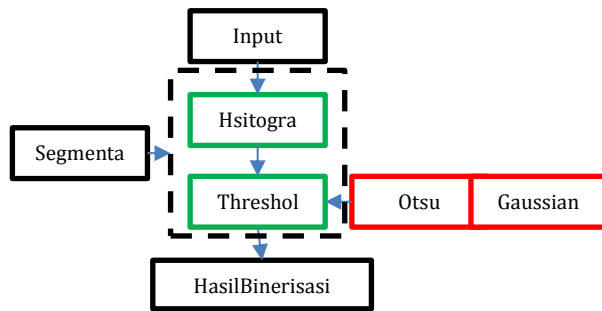 Input
Hsitogra
Segmenta
Threshol
Otsu
Gaussian
HasilBinerisasi